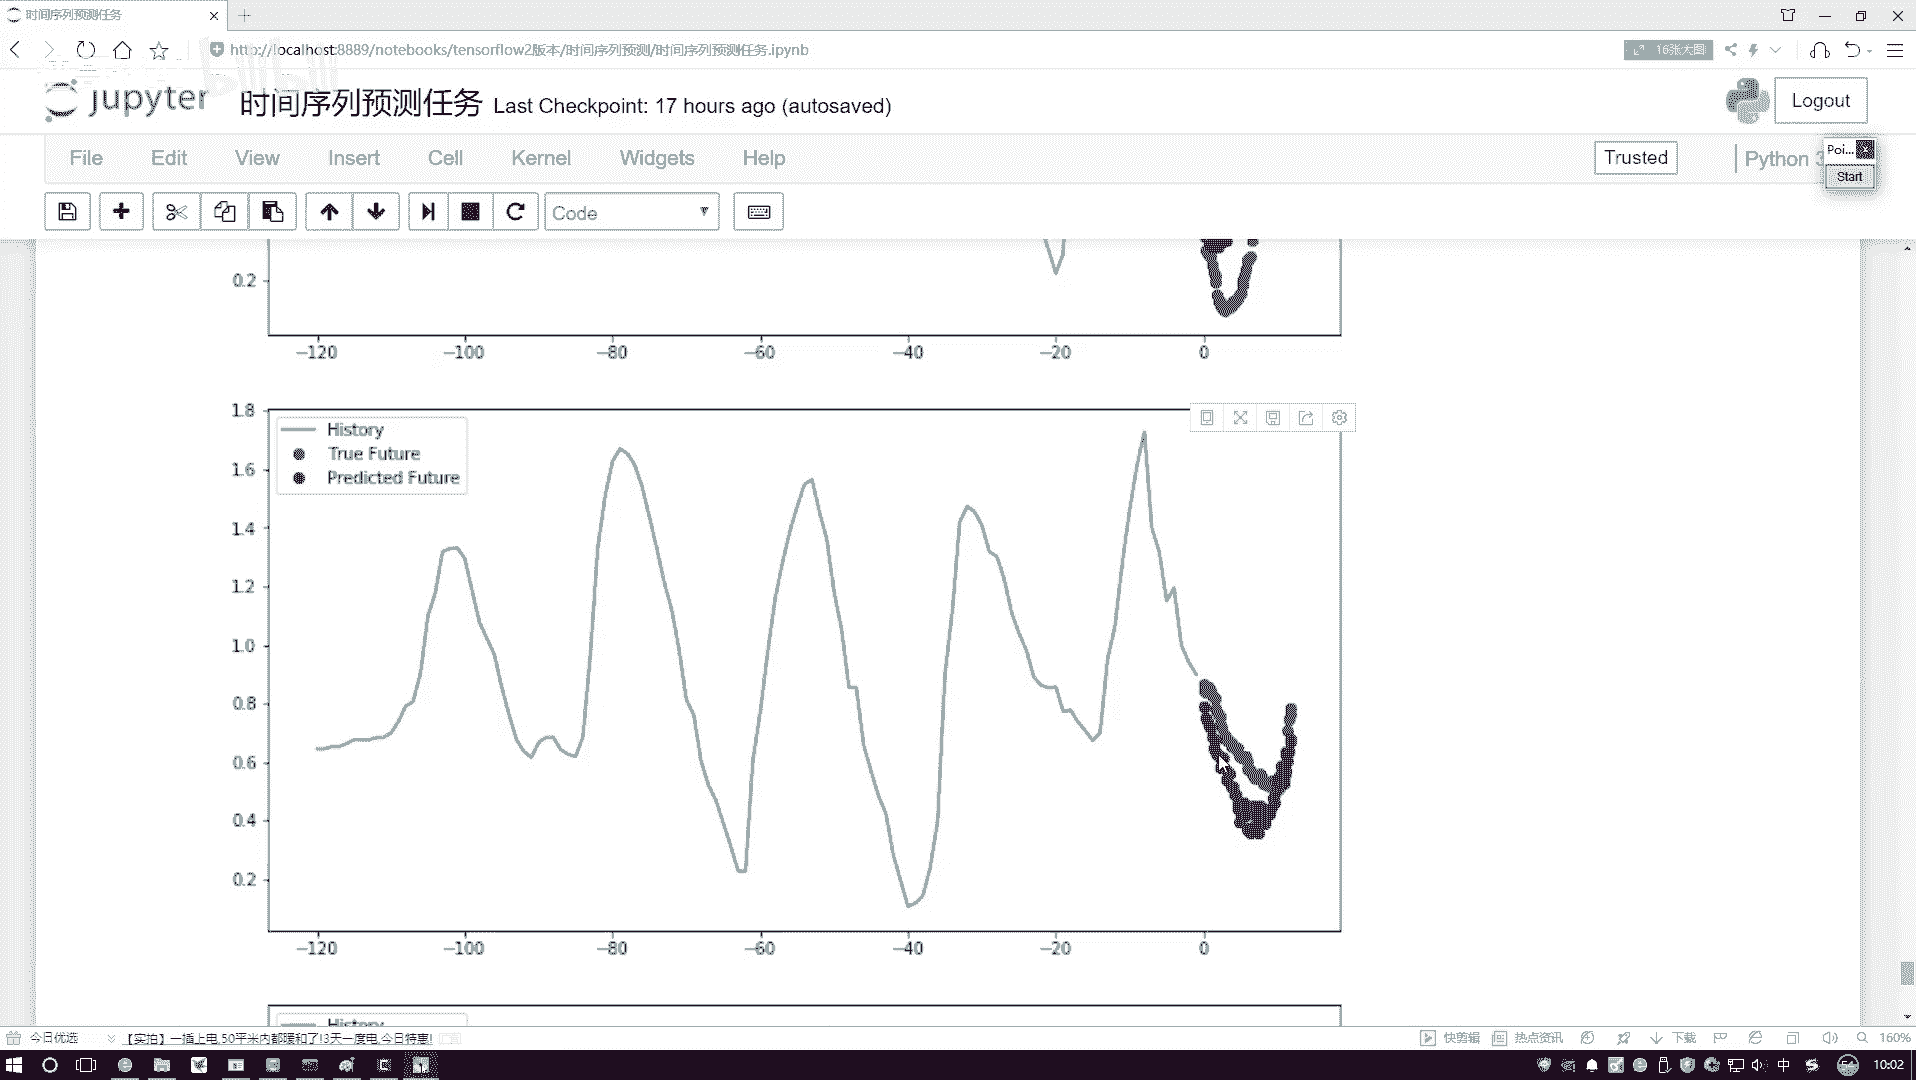 时间序列预测任务
http://localhost:8889/notebooks/tensorflow2版本/时间序列预测/时间序列预测任务.ipynb
16张大图
jupyter 时间序列预测任务 Last Checkpoint: 17 hours ago (autosaved)
Logout
File Edit View Insert Cell Kernel Widgets Help
Trusted
Python 3
Poi...
Start
Code
0.2
−120 −100 −80 −60 −40 −20 0
1.8
History
True Future
1.6
Predicted Future
1.4
1.2
1.0
0.8
0.6
0.4
0.2
−120 −100 −80 −60 −40 −20 0
History
今日优选
【实拍】一插上电,50平米内都暖和了!3天一度电,今日特惠!
快剪辑
热点资讯
下载
160%
中
54
10:02